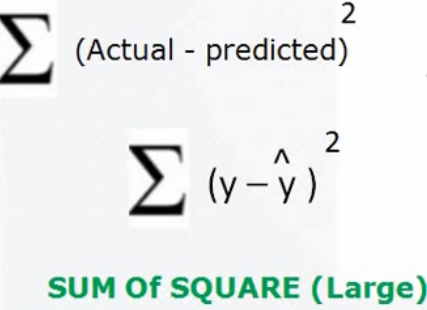 ∑ (Actual - predicted)²
∑ (y – ŷ )²
SUM Of SQUARE (Large)